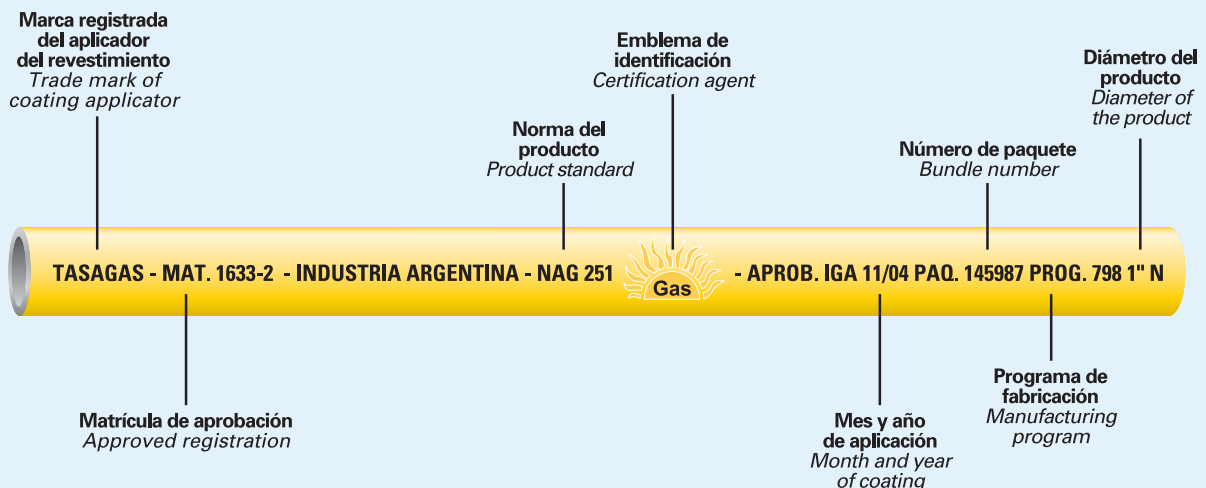 Marca registrada
del aplicador
del revestimiento
Trade mark of
coating applicator
Emblema de
identificación
Certification agent
Diámetro del
producto
Diameter of
the product
Norma del
producto
Product standard
Número de paquete
Bundle number
TASAGAS - MAT. 1633-2 - INDUSTRIA ARGENTINA - NAG 251 Gas - APROB. IGA 11/04 PAQ. 145987 PROG. 798 1" N
Matrícula de aprobación
Approved registration
Mes y año
de aplicación
Month and year
of coating
Programa de
fabricación
Manufacturing
program